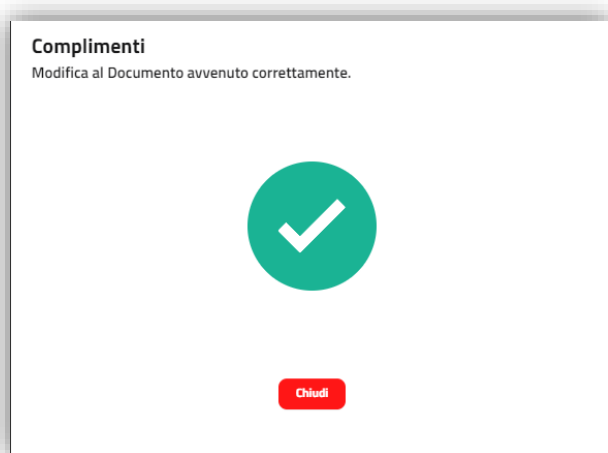 Complimenti
Modifica al Documento avvenuto correttamente.
Chiudi